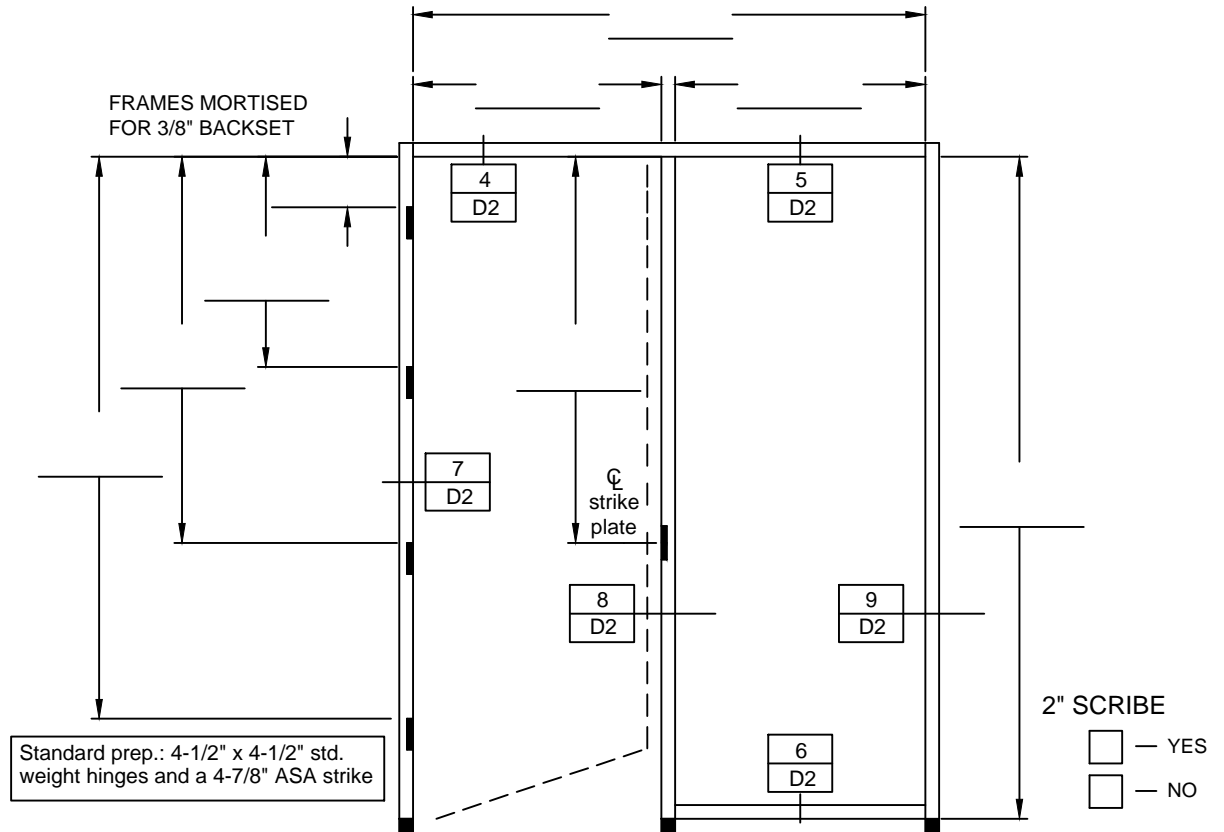 FRAMES MORTISED
FOR 3/8" BACKSET
4
D2
5
D2
7
D2
℄
strike
plate
8
D2
9
D2
2" SCRIBE
— YES
— NO
6
D2
Standard prep.: 4-1/2" x 4-1/2" std.
weight hinges and a 4-7/8" ASA strike